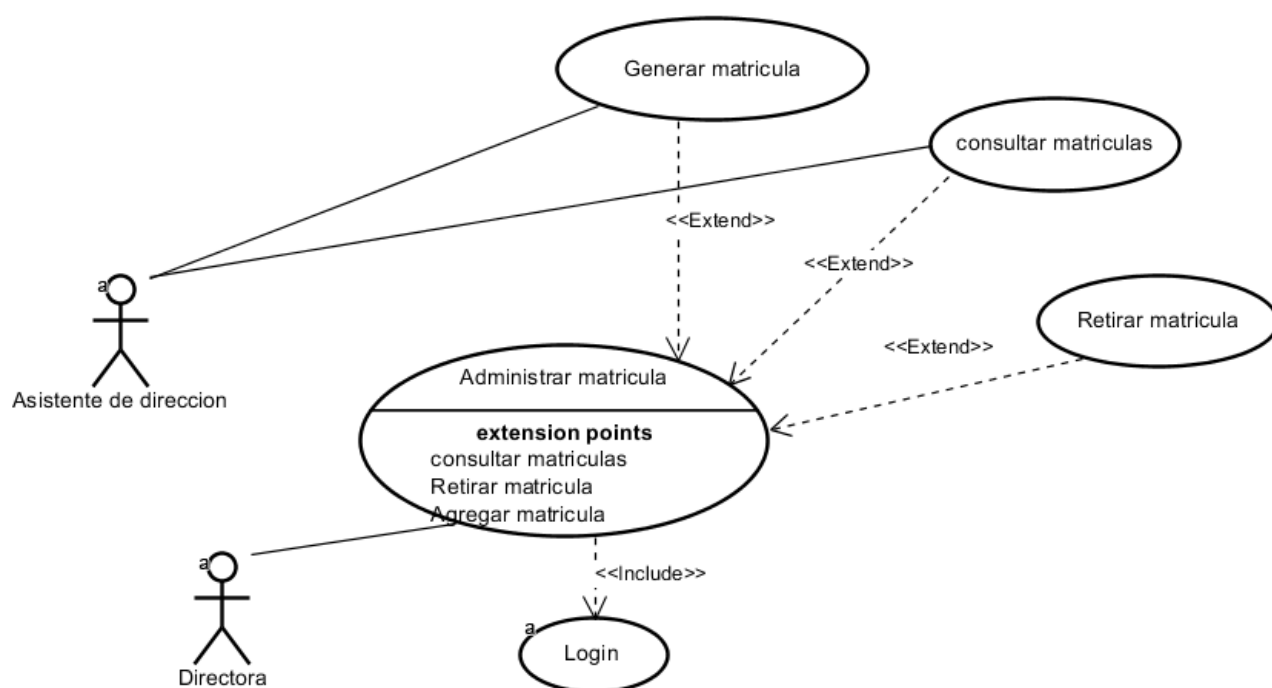 Generar matricula
consultar matriculas
<<Extend>>
<<Extend>>
a
Retirar matricula
<<Extend>>
Asistente de direccion
Administrar matricula
extension points
consultar matriculas
Retirar matricula
Agregar matricula
a
<<Include>>
a
Login
Directora